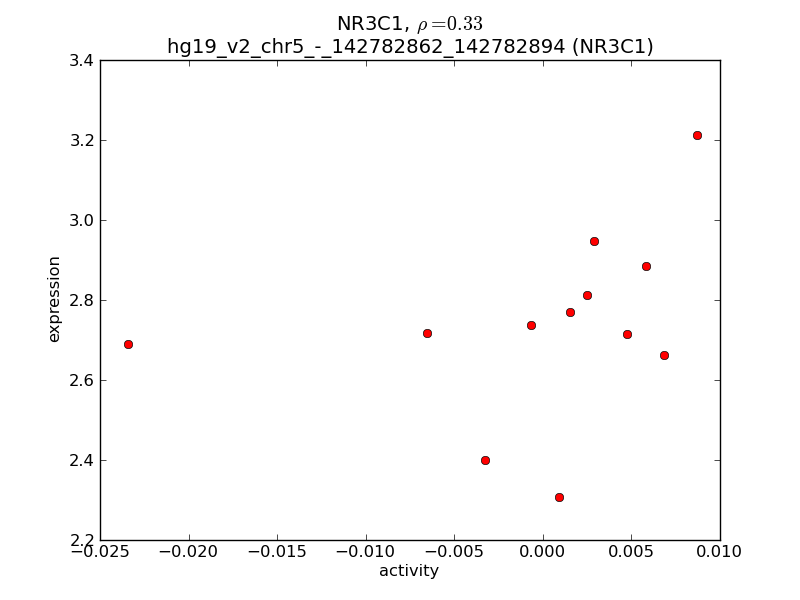 NR3C1, ρ=0.33
hg19_v2_chr5_-_142782862_142782894 (NR3C1)
3.4
3.2
3.0
2.8
2.6
2.4
2.2
expression
−0.025 −0.020 −0.015 −0.010 −0.005 0.000 0.005 0.010
activity